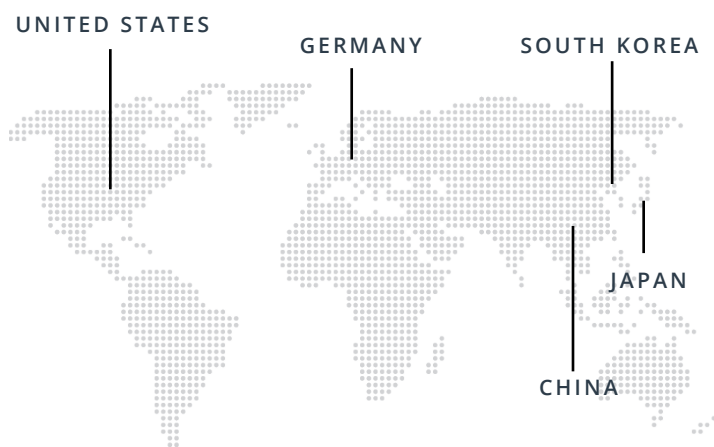 UNITED STATES
GERMANY
SOUTH KOREA
JAPAN
CHINA